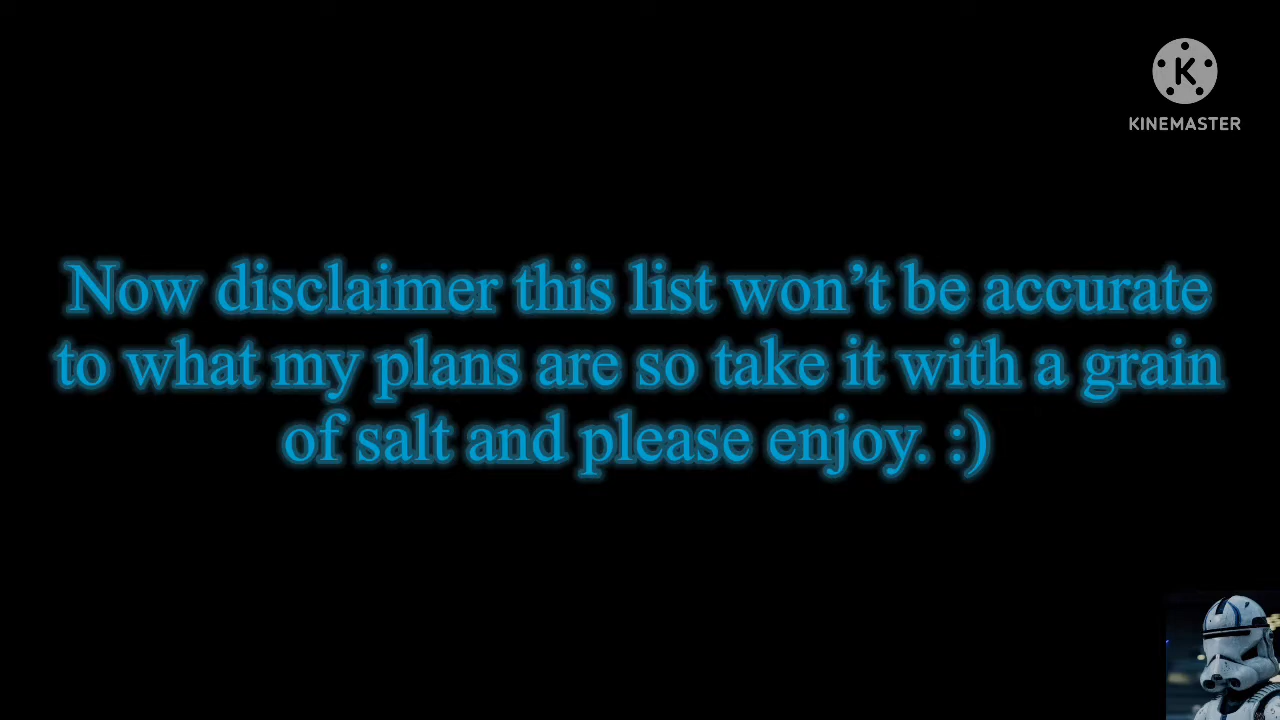 K
KINEMASTER
Now disclaimer this list won’t be accurate
to what my plans are so take it with a grain
of salt and please enjoy. :)